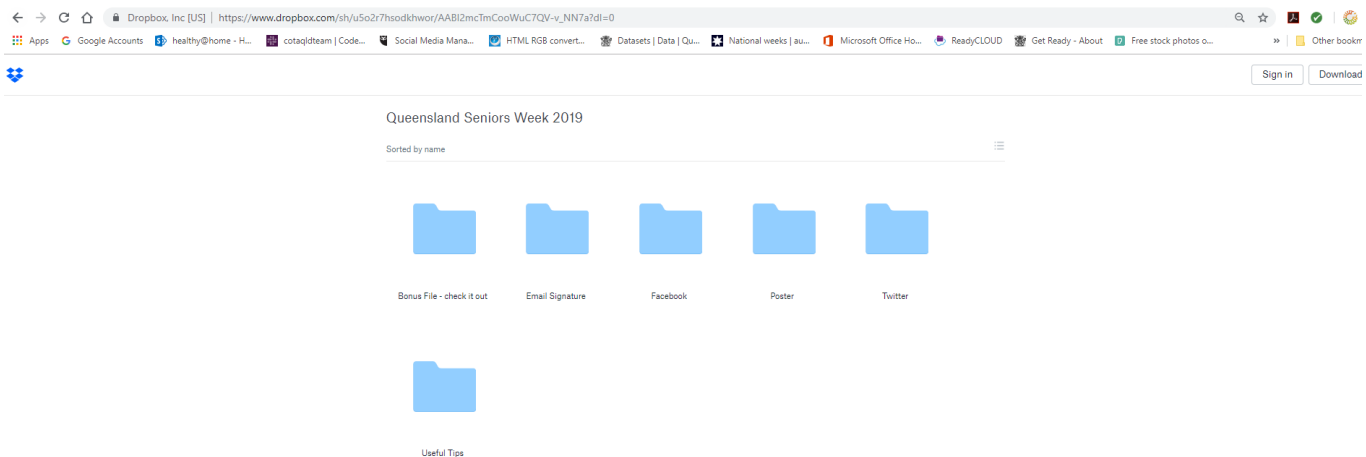 Dropbox, Inc [US] | https://www.dropbox.com/sh/u5o2r7hsodkhwor/AABI2mcTmCooWuC7QV-v_NN7a?dl=0
Apps Google Accounts healthy@home - H... cotaqldteam | Code... Social Media Mana... HTML RGB convert... Datasets | Data | Qu... National weeks | au... Microsoft Office Ho... ReadyCLOUD Get Ready - About Free stock photos o... » Other bookm
Sign in Download
Queensland Seniors Week 2019
Sorted by name
Bonus File - check it out Email Signature Facebook Poster Twitter
Useful Tips